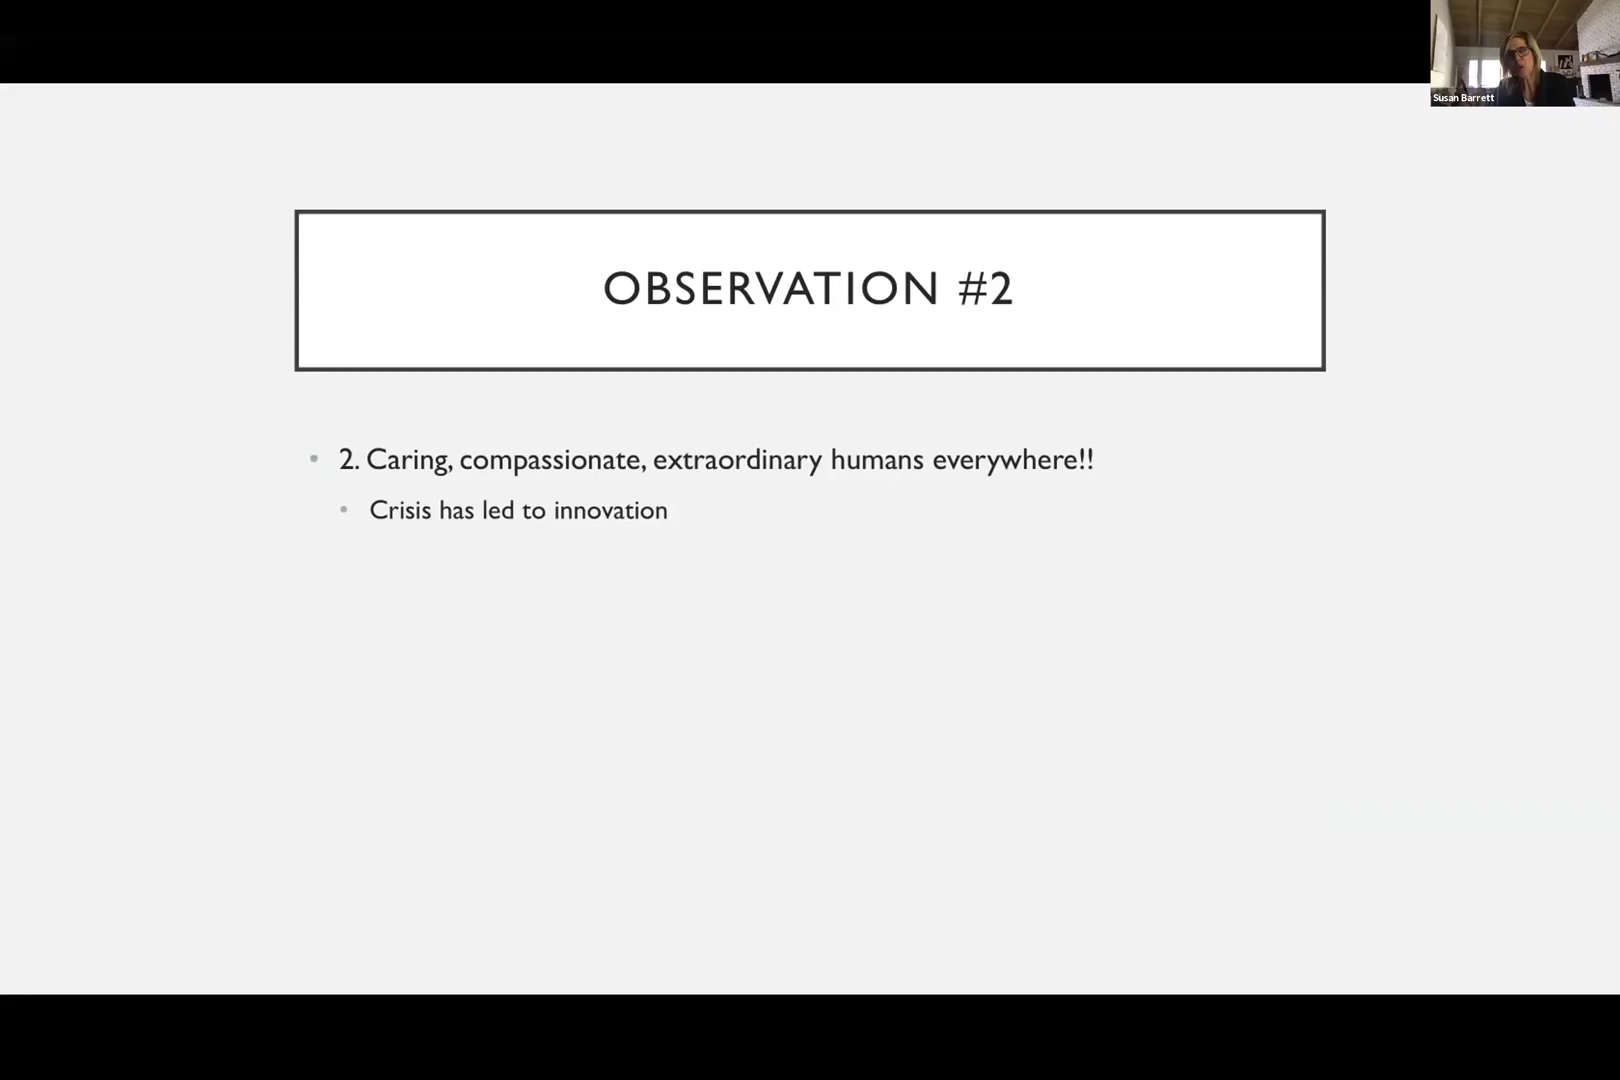 Susan Barrett
OBSERVATION #2
• 2. Caring, compassionate, extraordinary humans everywhere!!
• Crisis has led to innovation